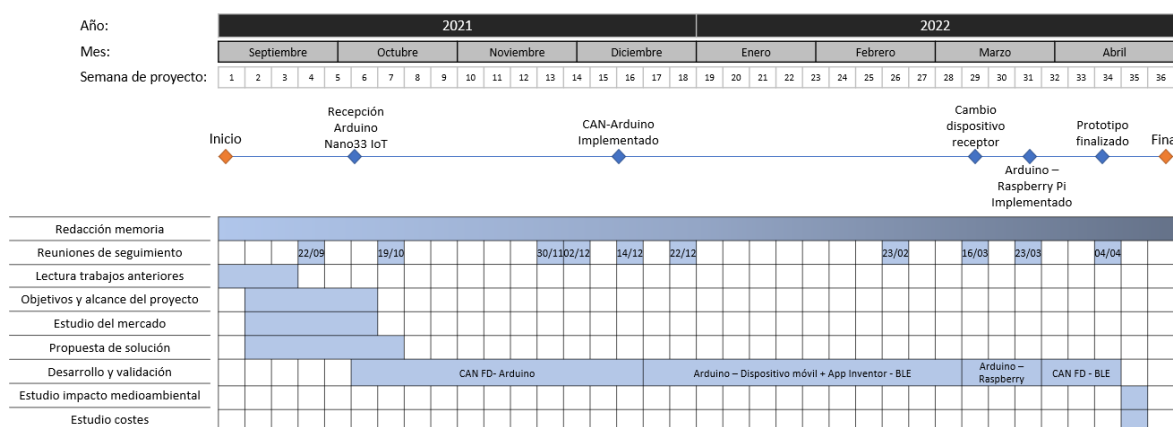 Año: 2021 2022
Mes: Septiembre Octubre Noviembre Diciembre Enero Febrero Marzo Abril
Semana de proyecto: 1 2 3 4 5 6 7 8 9 10 11 12 13 14 15 16 17 18 19 20 21 22 23 24 25 26 27 28 29 30 31 32 33 34 35 36
Inicio
Recepción
Arduino
Nano33 IoT
CAN-Arduino
Implementado
Cambio
dispositivo
receptor
Arduino –
Raspberry Pi
Implementado
Prototipo
finalizado
Fina
Redacción memoria
Reuniones de seguimiento 22/09 19/10 30/11 02/12 14/12 22/12 23/02 16/03 23/03 04/04
Lectura trabajos anteriores
Objetivos y alcance del proyecto
Estudio del mercado
Propuesta de solución
Desarrollo y validación CAN FD- Arduino Arduino – Dispositivo móvil + App Inventor - BLE Arduino – Raspberry CAN FD - BLE
Estudio impacto medioambiental
Estudio costes